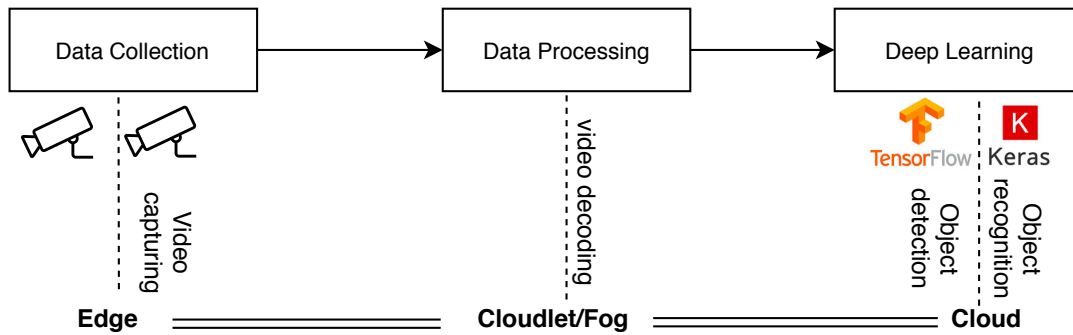 Data Collection
Data Processing
Deep Learning
TensorFlow
K
Keras
Video
capturing
video decoding
Object
detection
Object
recognition
Edge
Cloudlet/Fog
Cloud